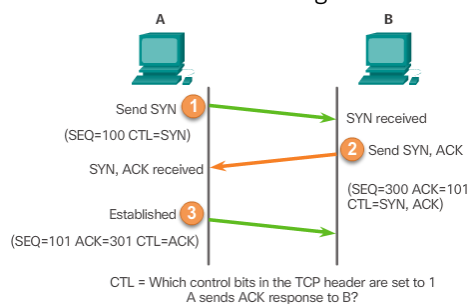 A
B
Send SYN 1
(SEQ=100 CTL=SYN)
SYN received
2 Send SYN, ACK
SYN, ACK received
(SEQ=300 ACK=101
CTL=SYN, ACK)
Established 3
(SEQ=101 ACK=301 CTL=ACK)
CTL = Which control bits in the TCP header are set to 1
A sends ACK response to B?